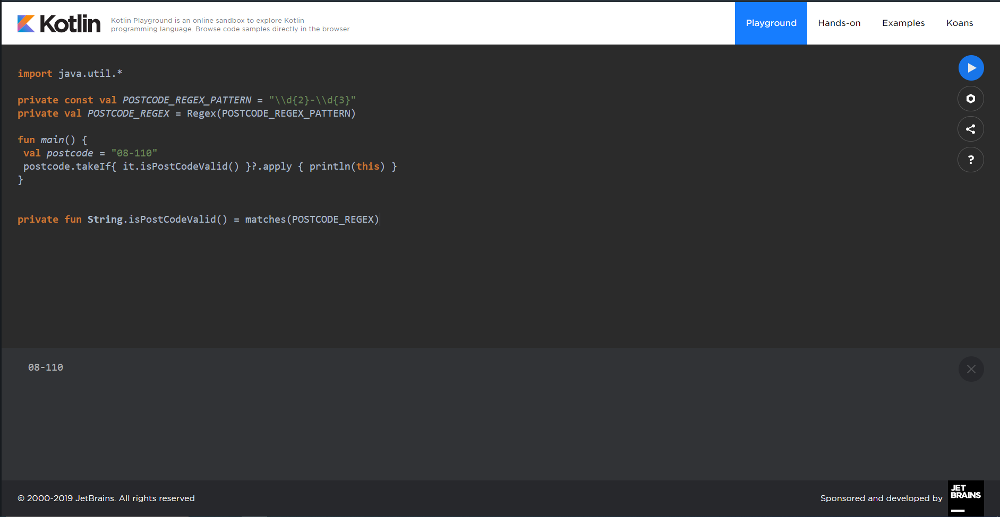 Kotlin
Kotlin Playground is an online sandbox to explore Kotlin
programming language. Browse code samples directly in the browser
Playground
Hands-on
Examples
Koans
import java.util.*
private const val POSTCODE_REGEX_PATTERN = "\\d{2}-\\d{3}"
private val POSTCODE_REGEX = Regex(POSTCODE_REGEX_PATTERN)
fun main() {
 val postcode = "08-110"
 postcode.takeIf{ it.isPostCodeValid() }?.apply { println(this) }
}
private fun String.isPostCodeValid() = matches(POSTCODE_REGEX)
?
08-110
© 2000-2019 JetBrains. All rights reserved
Sponsored and developed by
JET
BRAINS